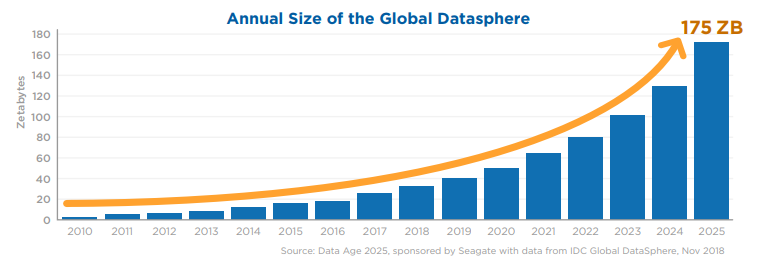 Annual Size of the Global Datasphere
175 ZB
Zetabytes
180
160
140
120
100
80
60
40
20
0
2010 2011 2012 2013 2014 2015 2016 2017 2018 2019 2020 2021 2022 2023 2024 2025
Source: Data Age 2025, sponsored by Seagate with data from IDC Global DataSphere, Nov 2018